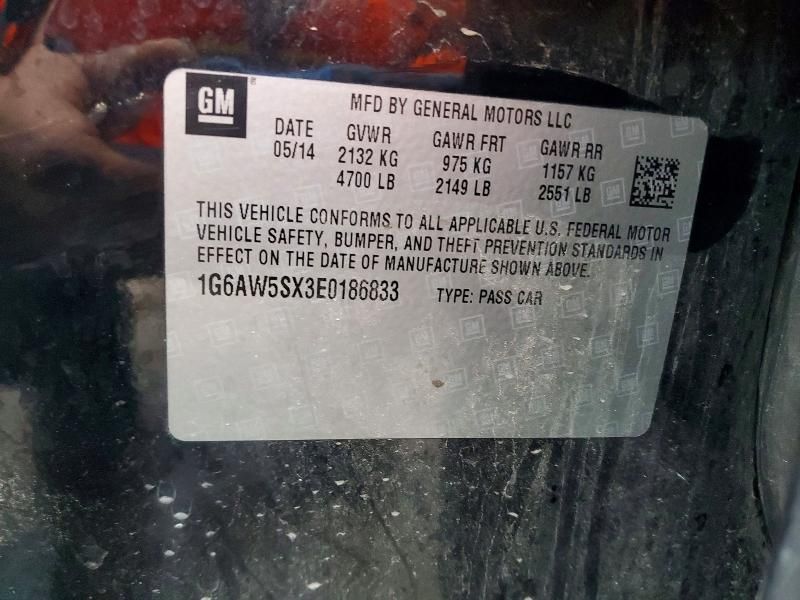 GM
MFD BY GENERAL MOTORS LLC
DATE GVWR GAWR FRT GAWR RR
05/14 2132 KG 975 KG 1157 KG
4700 LB 2149 LB 2551 LB
THIS VEHICLE CONFORMS TO ALL APPLICABLE U.S. FEDERAL MOTOR
VEHICLE SAFETY, BUMPER, AND THEFT PREVENTION STANDARDS IN
EFFECT ON THE DATE OF MANUFACTURE SHOWN ABOVE.
1G6AW5SX3E0186833 TYPE: PASS CAR